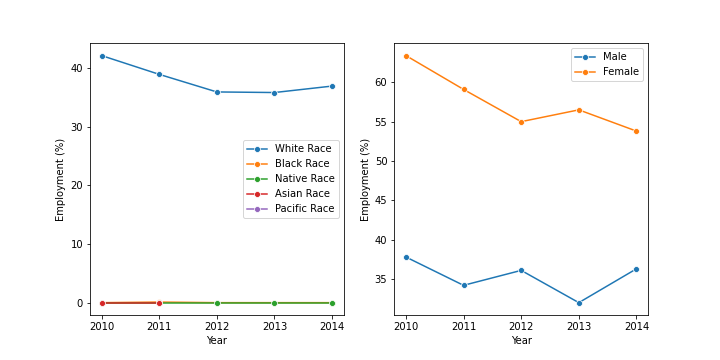 40
30
20
10
0
Employment (%)
2010 2011 2012 2013 2014
Year
White Race
Black Race
Native Race
Asian Race
Pacific Race
60
55
50
45
40
35
Employment (%)
2010 2011 2012 2013 2014
Year
Male
Female